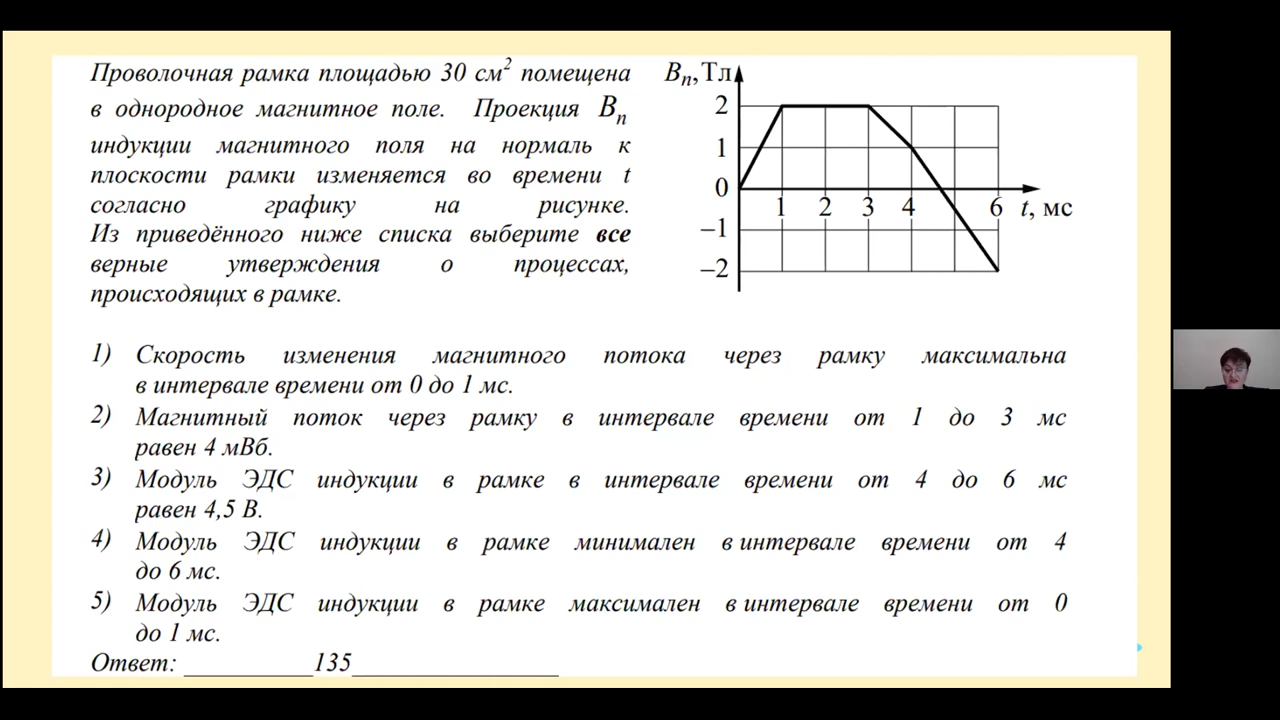 Проволочная рамка площадью 30 см² помещена
в однородное магнитное поле. Проекция Bn
индукции магнитного поля на нормаль к
плоскости рамки изменяется во времени t
согласно графику на рисунке.
Из приведённого ниже списка выберите все
верные утверждения о процессах,
происходящих в рамке.
Bn, Тл
2
1
0
–1
–2
1 2 3 4 6 t, мс
1) Скорость изменения магнитного потока через рамку максимальна
в интервале времени от 0 до 1 мс.
2) Магнитный поток через рамку в интервале времени от 1 до 3 мс
равен 4 мВб.
3) Модуль ЭДС индукции в рамке в интервале времени от 4 до 6 мс
равен 4,5 В.
4) Модуль ЭДС индукции в рамке минимален в интервале времени от 4
до 6 мс.
5) Модуль ЭДС индукции в рамке максимален в интервале времени от 0
до 1 мс.
Ответ: __________135________________